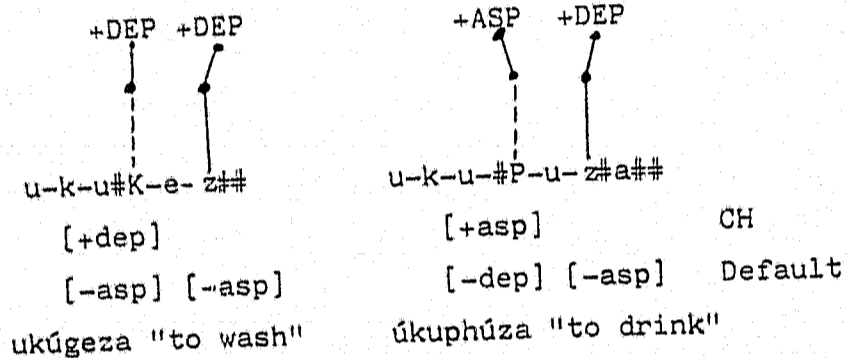 +DEP +DEP +ASP +DEP
u-k-u#K-e- z## u-k-u-#P-u- z#a##
[+dep] [+asp] CH
[-asp] [-asp] [-dep] [-asp] Default
ukúgeza "to wash" úkuphúza "to drink"